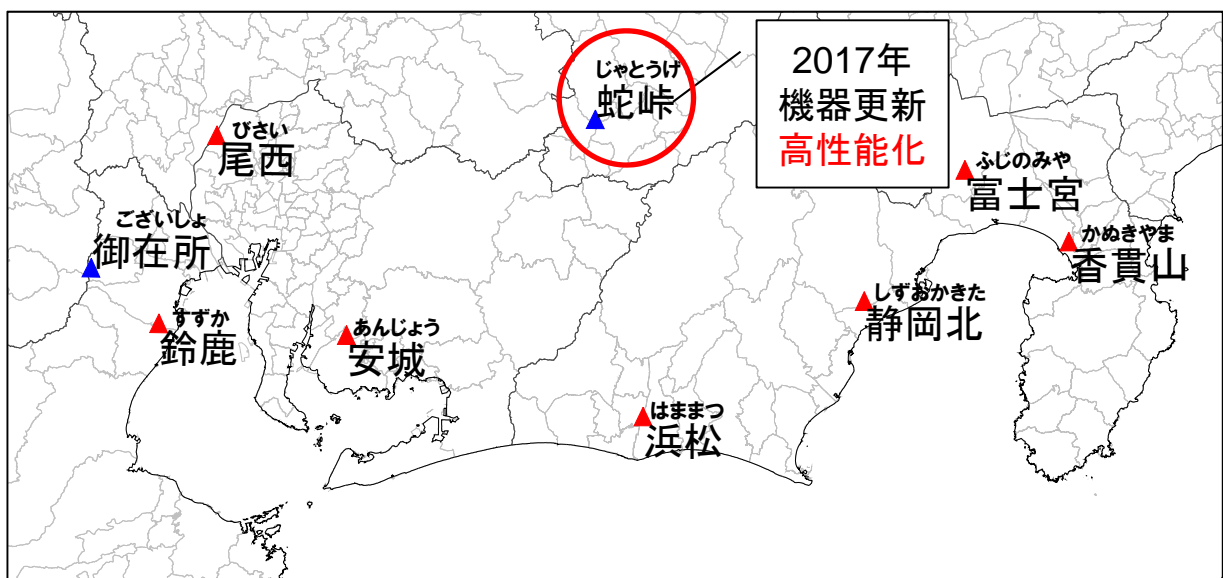 じゃとうげ
蛇峠
2017年
機器更新
高性能化
びさい
尾西
ふじのみや
富士宮
ございしょ
御在所
かぬきやま
香貫山
しずおかきた
静岡北
すずか
鈴鹿
あんじょう
安城
はままつ
浜松